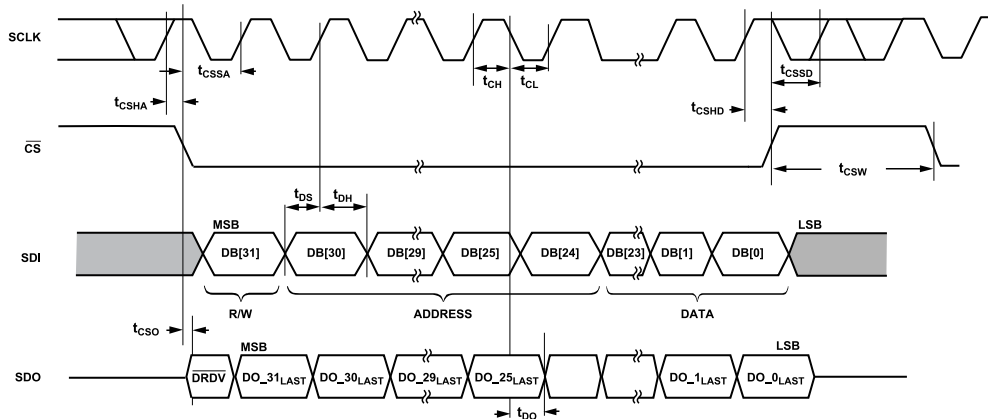 SCLK
tCSSA
tCH
tCL
tCSSD
tCSHA
tCSHD
CS
tCSW
tDS
tDH
MSB
LSB
SDI
DB[31]
DB[30]
DB[29]
DB[25]
DB[24]
DB[23]
DB[1]
DB[0]
R/W
ADDRESS
DATA
tCSO
MSB
LSB
SDO
DRDV
DO_31LAST
DO_30LAST
DO_29LAST
DO_25LAST
DO_1LAST
DO_0LAST
tDO